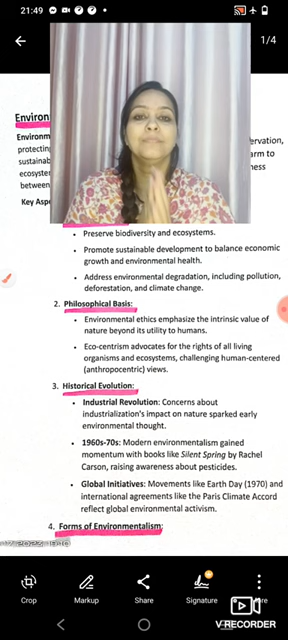 21:49
1/4
Environ
Environm
ervation,
protecting
arm to
sustainab
ness
ecosyste
between
Key Aspe
• Preserve biodiversity and ecosystems.
• Promote sustainable development to balance economic
growth and environmental health.
• Address environmental degradation, including pollution,
deforestation, and climate change.
2. Philosophical Basis:
• Environmental ethics emphasize the intrinsic value of
nature beyond its utility to humans.
• Eco-centrism advocates for the rights of all living
organisms and ecosystems, challenging human-centered
(anthropocentric) views.
3. Historical Evolution:
• Industrial Revolution: Concerns about
industrialization's impact on nature sparked early
environmental thought.
• 1960s-70s: Modern environmentalism gained
momentum with books like Silent Spring by Rachel
Carson, raising awareness about pesticides.
• Global Initiatives: Movements like Earth Day (1970) and
international agreements like the Paris Climate Accord
reflect global environmental activism.
4. Forms of Environmentalism:
Crop
Markup
Share
Signature
More
V-RECORDER